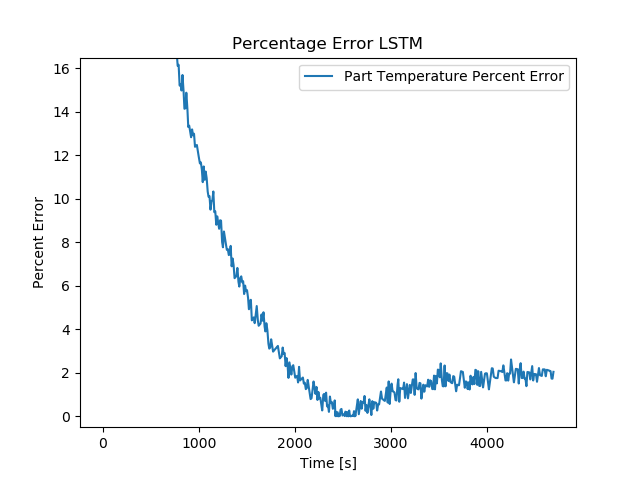 Percentage Error LSTM
Part Temperature Percent Error
16
14
12
10
8
6
4
2
0
Percent Error
0 1000 2000 3000 4000
Time [s]